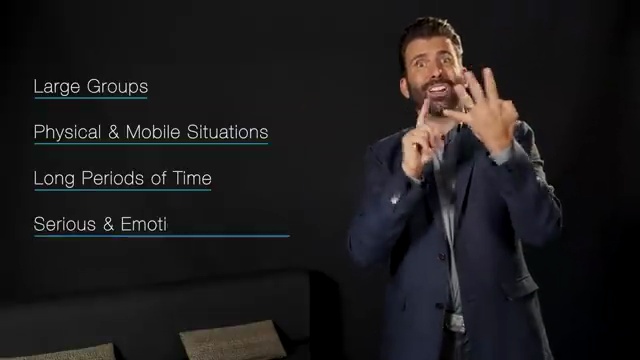 Large Groups
Physical & Mobile Situations
Long Periods of Time
Serious & Emoti